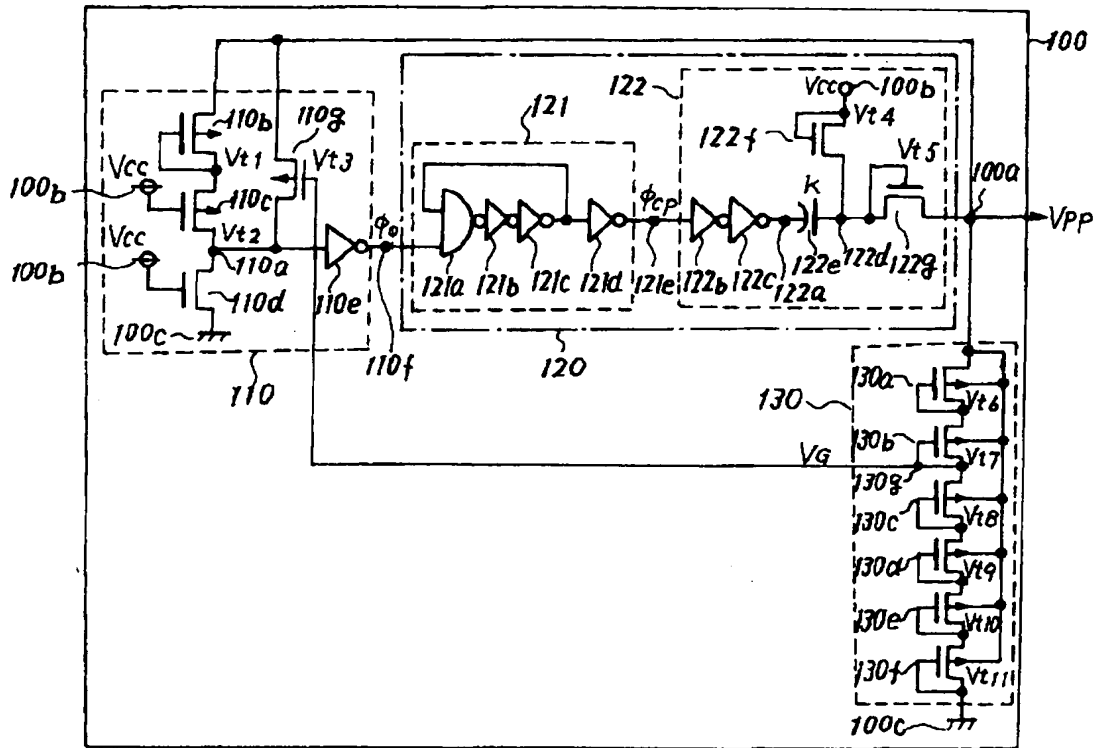 100
110b
110g
Vt1
Vt3
Vcc
100b
110c
Vt2
Vcc
100b
110a
110d
100c
110e
φ0
110f
110
121
121a
121b
121c
121d
φCP
121e
120
122
Vcc
100b
Vt4
122f
Vt5
K
122b
122c
122a
122e
122d
122g
100a
VPP
130
130a
Vt6
130b
Vt7
VG
130g
130c
Vt8
130d
Vt9
130e
Vt10
130f
Vt11
100c